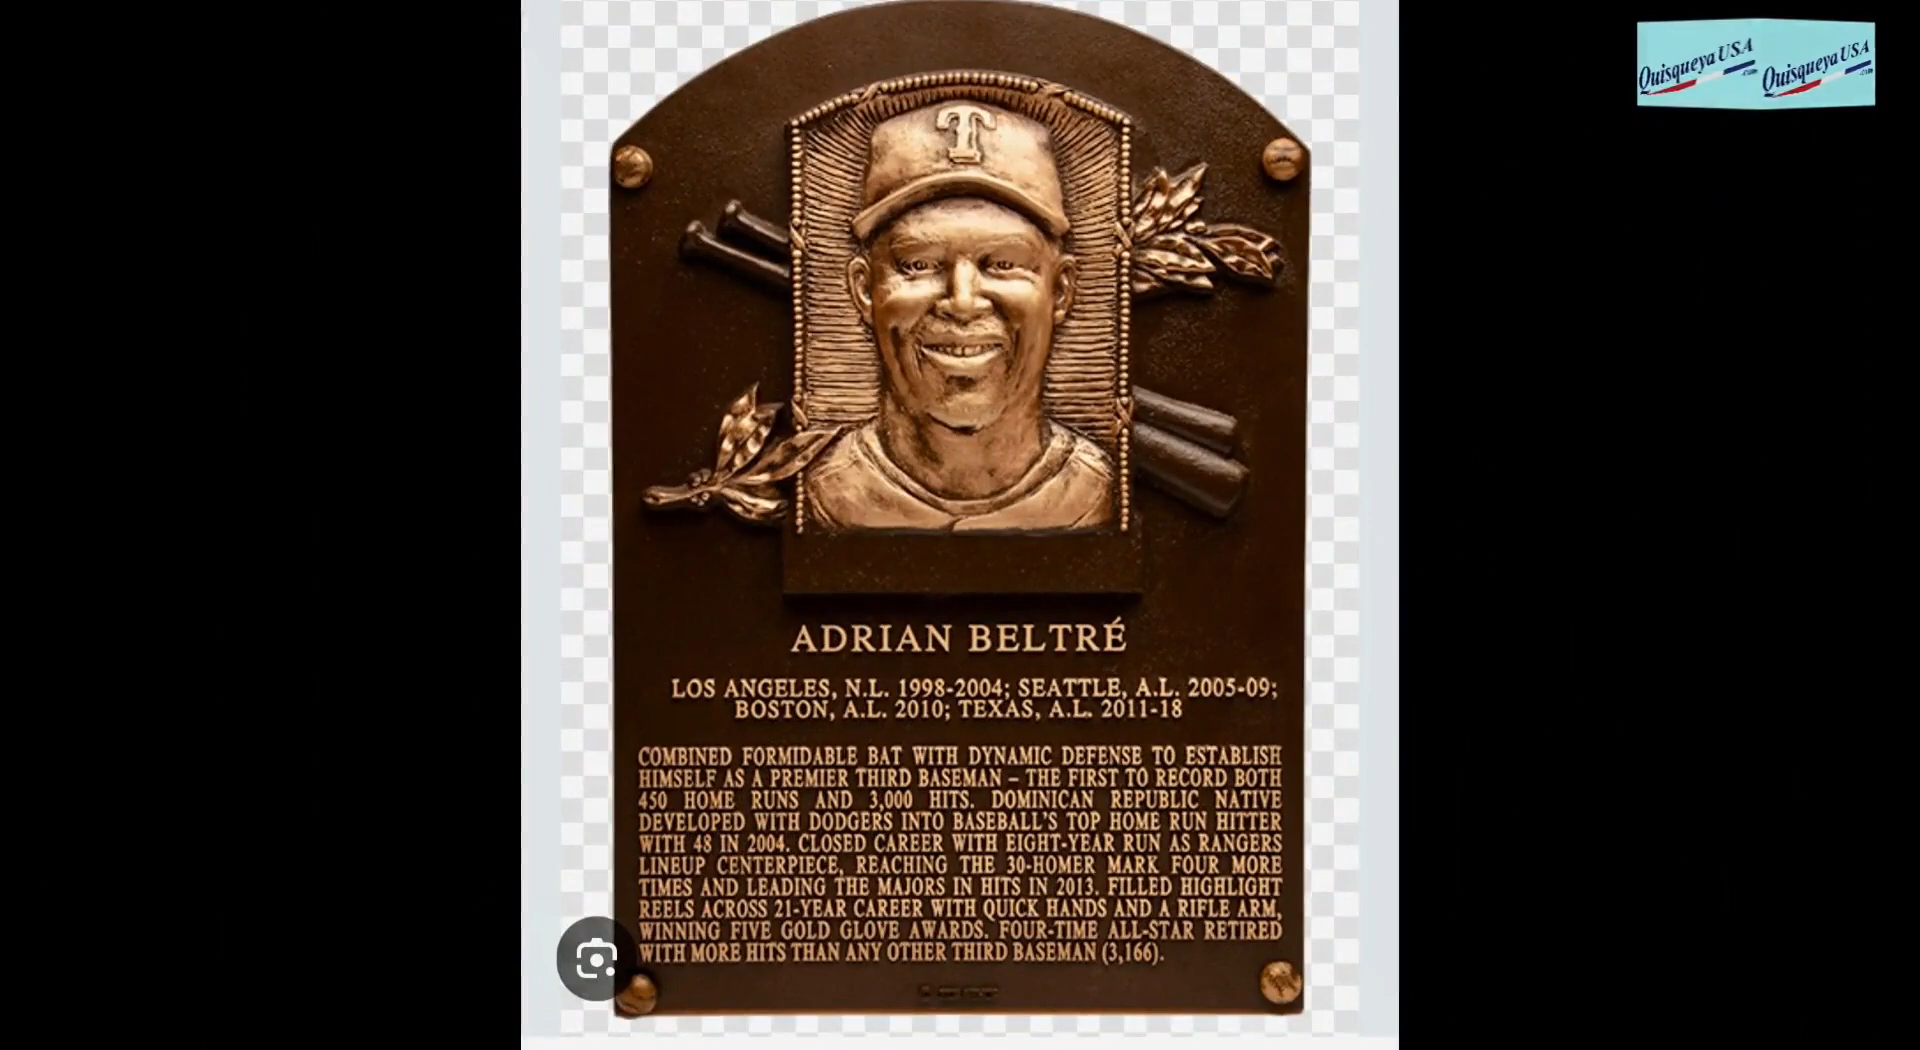 Quisqueya USA
.com
Quisqueya USA
.com
T
ADRIAN BELTRÉ
LOS ANGELES, N.L. 1998-2004; SEATTLE, A.L. 2005-09;
BOSTON, A.L. 2010; TEXAS, A.L. 2011-18
COMBINED FORMIDABLE BAT WITH DYNAMIC DEFENSE TO ESTABLISH
HIMSELF AS A PREMIER THIRD BASEMAN – THE FIRST TO RECORD BOTH
450 HOME RUNS AND 3,000 HITS. DOMINICAN REPUBLIC NATIVE
DEVELOPED WITH DODGERS INTO BASEBALL'S TOP HOME RUN HITTER
WITH 48 IN 2004. CLOSED CAREER WITH EIGHT-YEAR RUN AS RANGERS
LINEUP CENTERPIECE, REACHING THE 30-HOMER MARK FOUR MORE
TIMES AND LEADING THE MAJORS IN HITS IN 2013. FILLED HIGHLIGHT
REELS ACROSS 21-YEAR CAREER WITH QUICK HANDS AND A RIFLE ARM,
WINNING FIVE GOLD GLOVE AWARDS. FOUR-TIME ALL-STAR RETIRED
WITH MORE HITS THAN ANY OTHER THIRD BASEMAN (3,166).